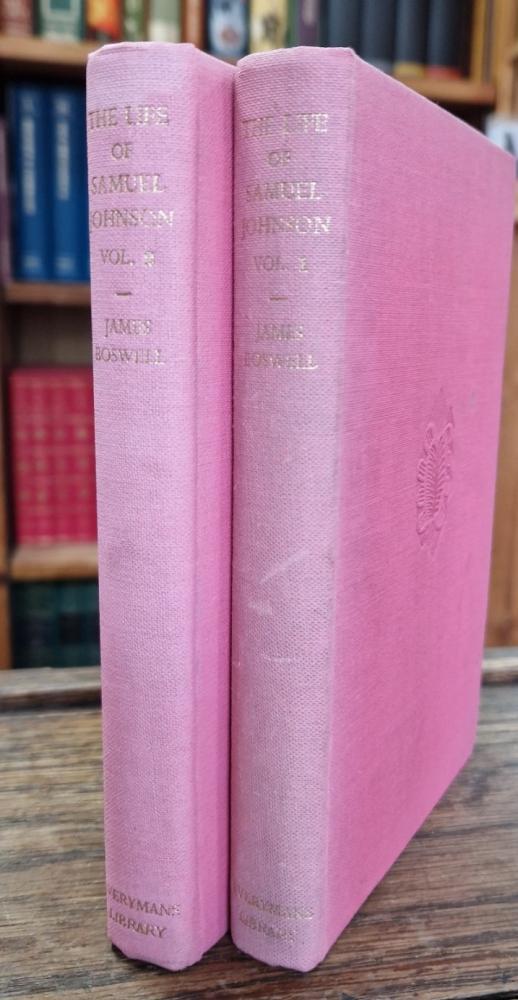 THE LIFE
OF
SAMUEL
JOHNSON
VOL. 2
JAMES
BOSWELL
EVERYMANS
LIBRARY
THE LIFE
OF
SAMUEL
JOHNSON
VOL. 1
JAMES
BOSWELL
EVERYMANS
LIBRARY